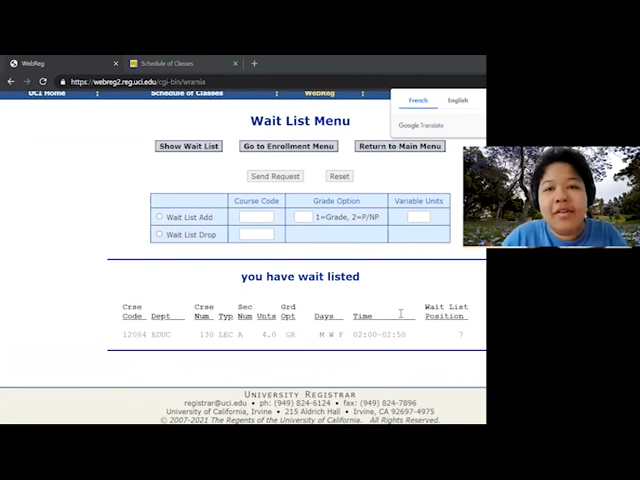 WebReg
Schedule of Classes
https://webreg2.reg.uci.edu/cgi-bin/wramia
UCI Home : Schedule of Classes : WebReg
French English
Google Translate
Wait List Menu
Show Wait List Go to Enrollment Menu Return to Main Menu
Send Request Reset
Course Code Grade Option Variable Units
Wait List Add 1=Grade, 2=P/NP
Wait List Drop
you have wait listed
Crse Crse Sec Grd Wait List
Code Dept Num Typ Num Unts Opt Days Time Position
12084 EDUC 130 LEC A 4.0 GR M W F 02:00-02:50 7
UNIVERSITY REGISTRAR
registrar@uci.edu • ph: (949) 824-6124 • fax: (949) 824-7896
University of California, Irvine • 215 Aldrich Hall • Irvine, CA 92697-4975
© 2007-2021 The Regents of the University of California. All Rights Reserved.